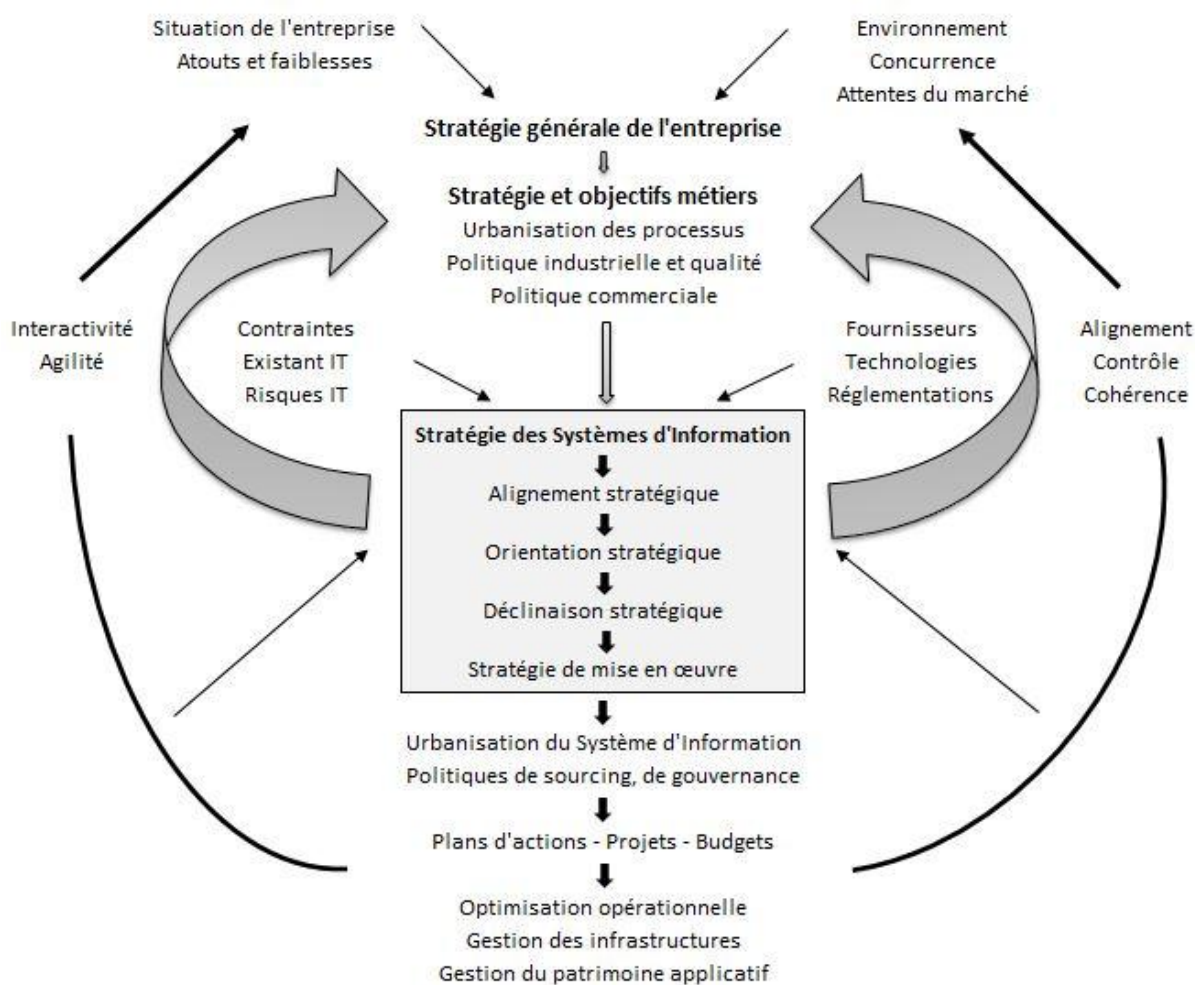 Situation de l'entreprise
Atouts et faiblesses
Environnement
Concurrence
Attentes du marché
Stratégie générale de l'entreprise
Stratégie et objectifs métiers
Urbanisation des processus
Politique industrielle et qualité
Politique commerciale
Interactivité
Agilité
Contraintes
Existant IT
Risques IT
Fournisseurs
Technologies
Réglementations
Alignement
Contrôle
Cohérence
Stratégie des Systèmes d'Information
Alignement stratégique
Orientation stratégique
Déclinaison stratégique
Stratégie de mise en œuvre
Urbanisation du Système d'Information
Politiques de sourcing, de gouvernance
Plans d'actions - Projets - Budgets
Optimisation opérationnelle
Gestion des infrastructures
Gestion du patrimoine applicatif